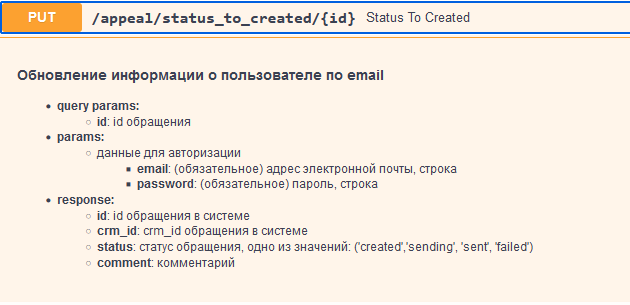 PUT /appeal/status_to_created/{id} Status To Created
Обновление информации о пользователе по email
query params:
id: id обращения
params:
данные для авторизации
email: (обязательное) адрес электронной почты, строка
password: (обязательное) пароль, строка
response:
id: id обращения в системе
crm_id: crm_id обращения в системе
status: статус обращения, одно из значений: ('created','sending', 'sent', 'failed')
comment: комментарий